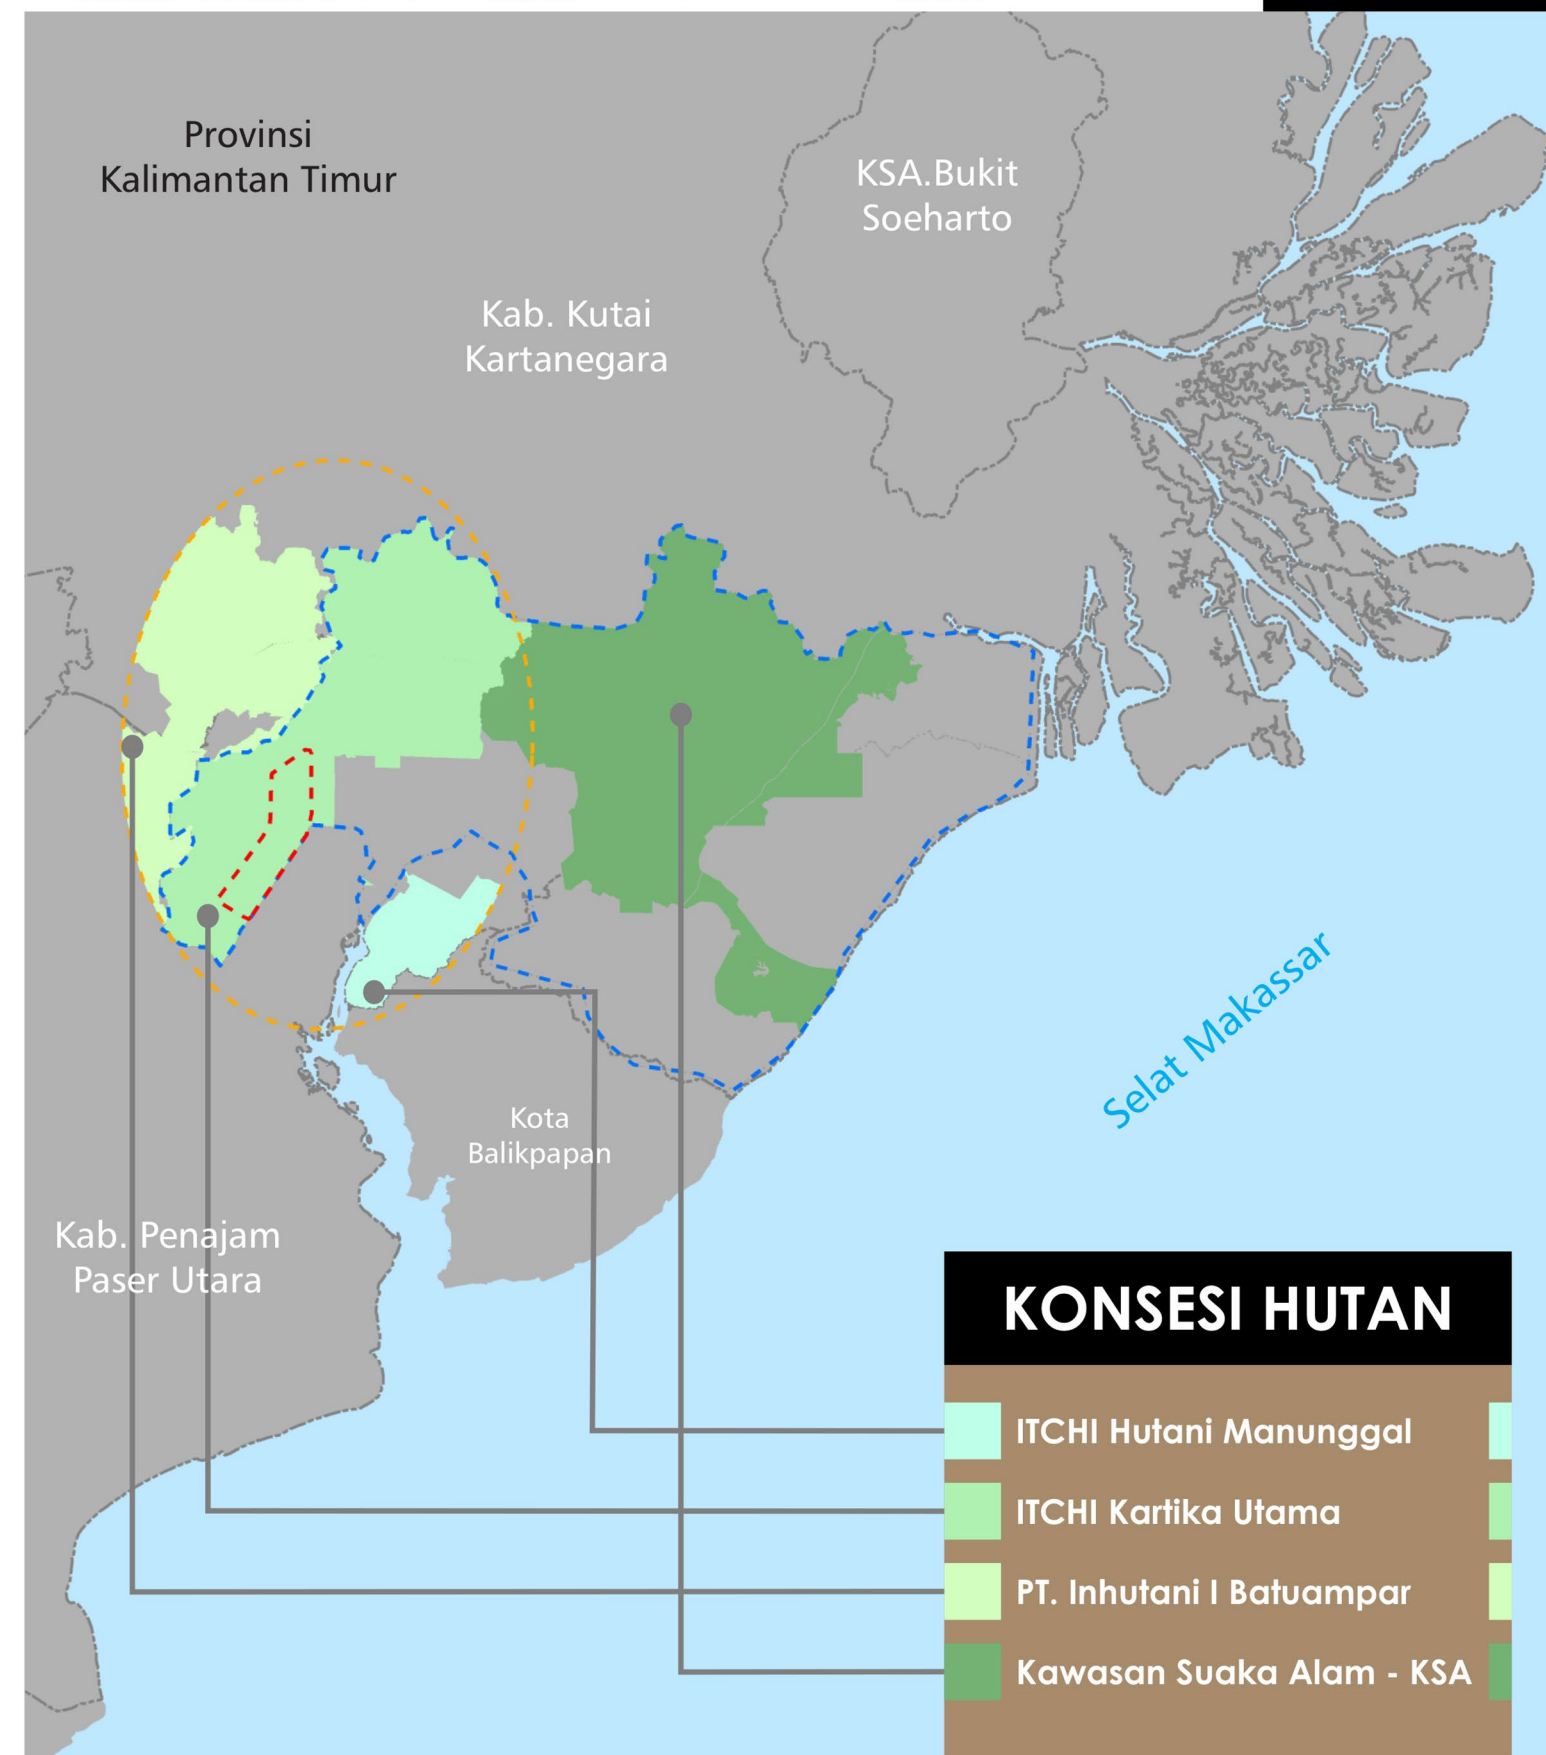 Provinsi
Kalimantan Timur
KSA.Bukit
Soeharto
Kab. Kutai
Kartanegara
Selat Makassar
Kota
Balikpapan
Kab. Penajam
Paser Utara
KONSESI HUTAN
ITCHI Hutani Manunggal
ITCHI Kartika Utama
PT. Inhutani I Batuampar
Kawasan Suaka Alam - KSA